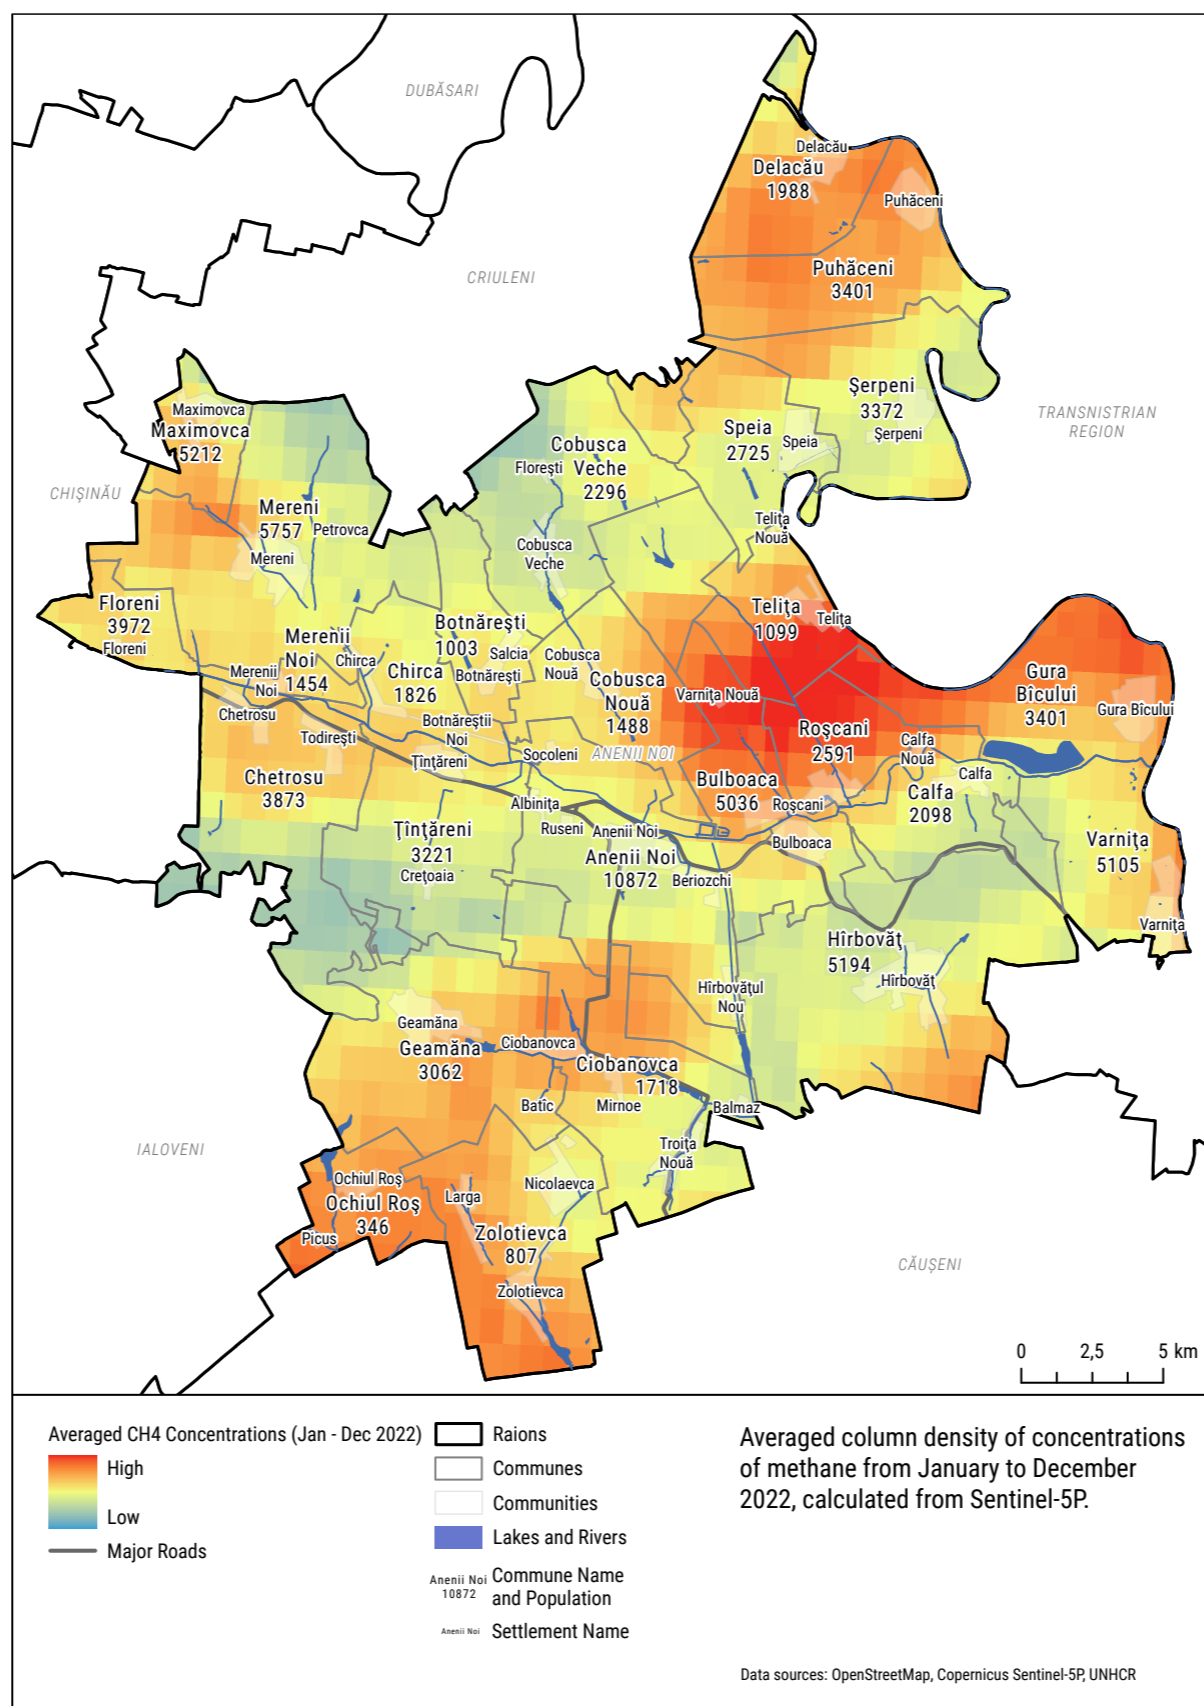 DUBĂSARI
Delacău
Delacău
1988
Puhăceni
CRIULENI
Puhăceni
3401
Şerpeni
3372
Şerpeni
TRANSNISTRIAN
REGION
Maximovca
Maximovca
5212
Speia
2725
Speia
Cobusca
Veche
2296
Floreşti
CHIŞINĂU
Mereni
5757
Petrovca
Mereni
Teliţa
Nouă
Cobusca
Veche
Floreni
3972
Floreni
Teliţa
1099
Teliţa
Botnăreşti
1003
Salcia
Botnăreşti
Merenii
Noi
1454
Chirca
Chirca
1826
Cobusca
Nouă
Merenii
Noi
Cobusca
Nouă
1488
Varniţa Nouă
Gura
Bîcului
3401
Gura Bîcului
Chetrosu
Todireşti
Botnăreştii
Noi
Ţînţăreni
Socoleni
ANENII NOI
Roşcani
2591
Calfa
Nouă
Calfa
Chetrosu
3873
Bulboaca
5036
Roşcani
Calfa
2098
Albiniţa
Ruseni
Anenii Noi
Bulboaca
Ţînţăreni
3221
Creţoaia
Anenii Noi
10872
Beriozchi
Varniţa
5105
Varniţa
Hîrbovăţ
5194
Hîrbovăţ
Hîrbovăţul
Nou
Geamăna
Geamăna
3062
Ciobanovca
Ciobanovca
1718
Batîc
Mirnoe
Balmaz
IALOVENI
Troiţa
Nouă
Ochiul Roş
Ochiul Roş
346
Larga
Nicolaevca
Picus
Zolotievca
807
Zolotievca
CĂUŞENI
0 2,5 5 km
Averaged CH4 Concentrations (Jan - Dec 2022)
High
Low
Major Roads
Raions
Communes
Communities
Lakes and Rivers
Anenii Noi
10872
Commune Name
and Population
Anenii Noi
Settlement Name
Averaged column density of concentrations
of methane from January to December
2022, calculated from Sentinel-5P.
Data sources: OpenStreetMap, Copernicus Sentinel-5P, UNHCR